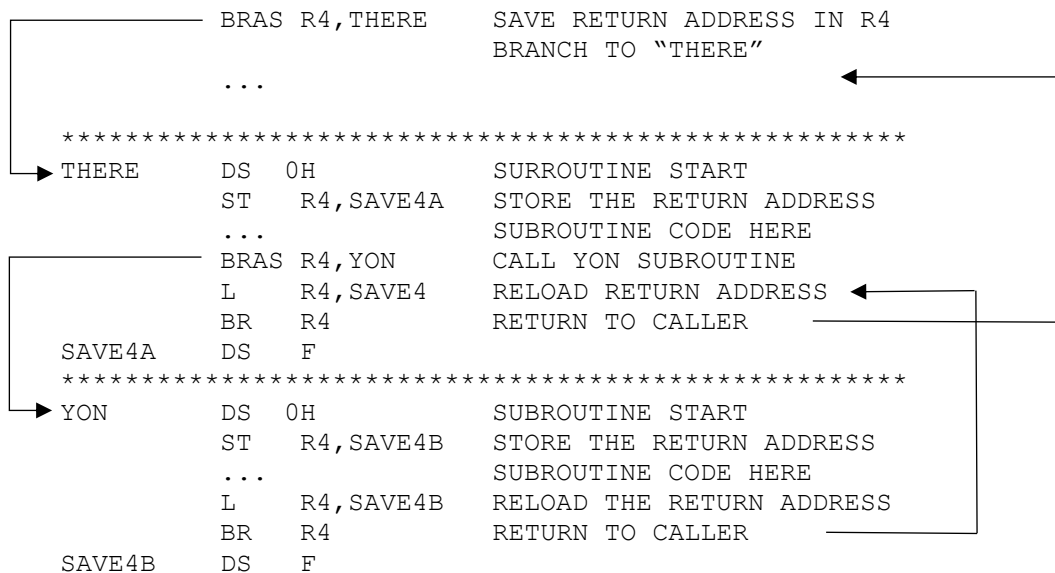 BRAS R4,THERE SAVE RETURN ADDRESS IN R4
BRANCH TO “THERE”
...
*****************************************************
THERE DS 0H SURROUTINE START
ST R4,SAVE4A STORE THE RETURN ADDRESS
... SUBROUTINE CODE HERE
BRAS R4,YON CALL YON SUBROUTINE
L R4,SAVE4 RELOAD RETURN ADDRESS
BR R4 RETURN TO CALLER
SAVE4A DS F
*****************************************************
YON DS 0H SUBROUTINE START
ST R4,SAVE4B STORE THE RETURN ADDRESS
... SUBROUTINE CODE HERE
L R4,SAVE4B RELOAD THE RETURN ADDRESS
BR R4 RETURN TO CALLER
SAVE4B DS F